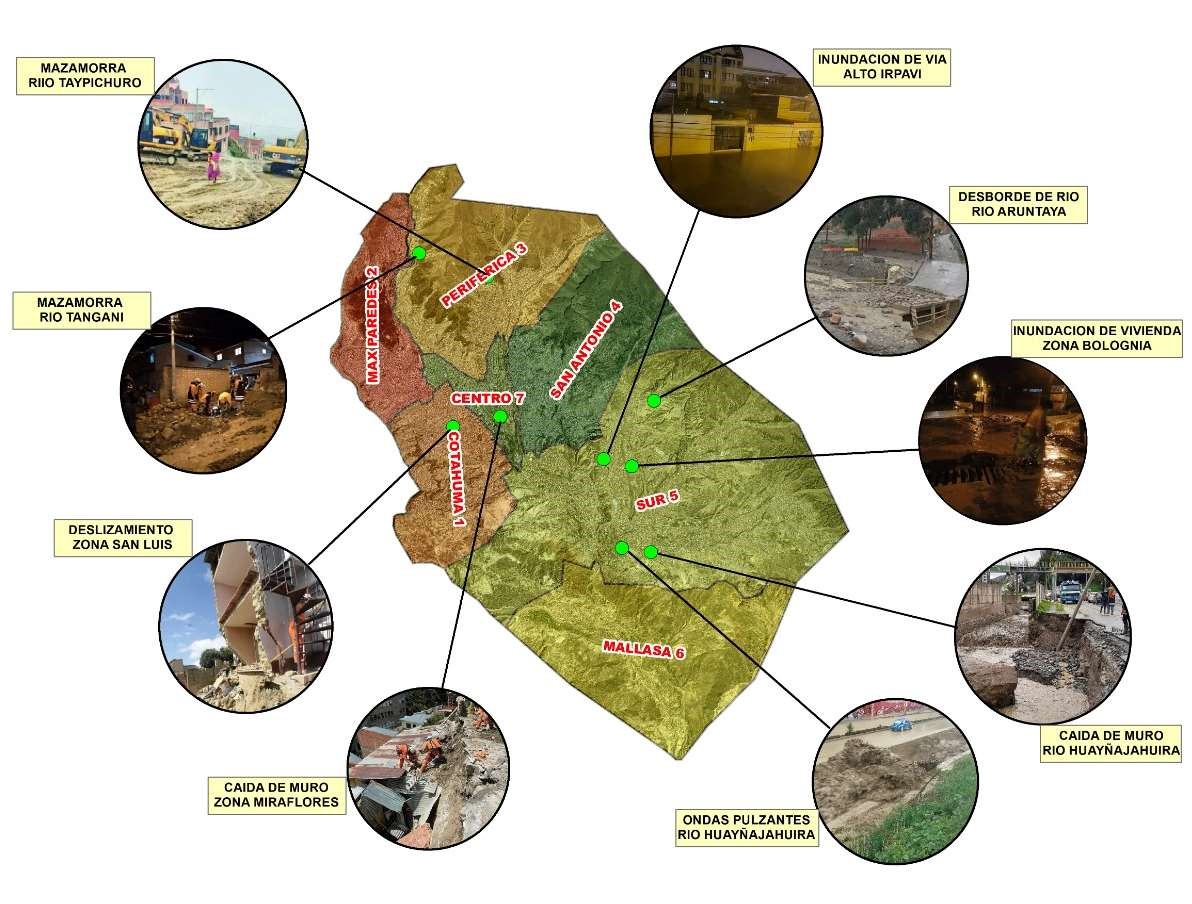 MAZAMORRA
RIIO TAYPICHURO
INUNDACION DE VIA
ALTO IRPAVI
DESBORDE DE RIO
RIO ARUNTAYA
MAZAMORRA
RIO TANGANI
INUNDACION DE VIVIENDA
ZONA BOLOGNIA
MAX PAREDES 2
PERIFERICA 3
SAN ANTONIO 4
CENTRO 7
COTAHUMA 1
SUR 5
MALLASA 6
DESLIZAMIENTO
ZONA SAN LUIS
CAIDA DE MURO
ZONA MIRAFLORES
ONDAS PULZANTES
RIO HUAYÑAJAHUIRA
CAIDA DE MURO
RIO HUAYÑAJAHUIRA